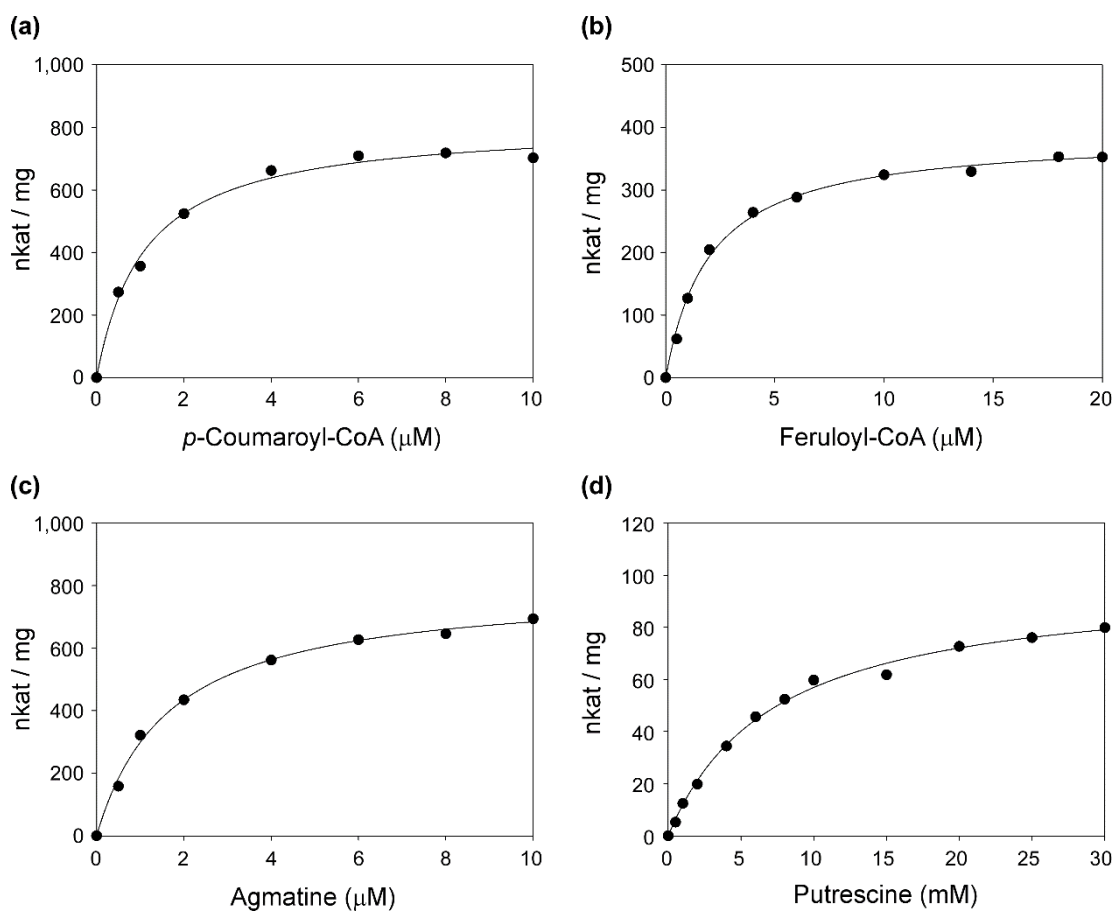 (a)
1,000
800
600
400
200
0
nkat / mg
0 2 4 6 8 10
p-Coumaroyl-CoA (μM)
(b)
500
400
300
200
100
0
nkat / mg
0 5 10 15 20
Feruloyl-CoA (μM)
(c)
1,000
800
600
400
200
0
nkat / mg
0 2 4 6 8 10
Agmatine (μM)
(d)
120
100
80
60
40
20
0
nkat / mg
0 5 10 15 20 25 30
Putrescine (mM)